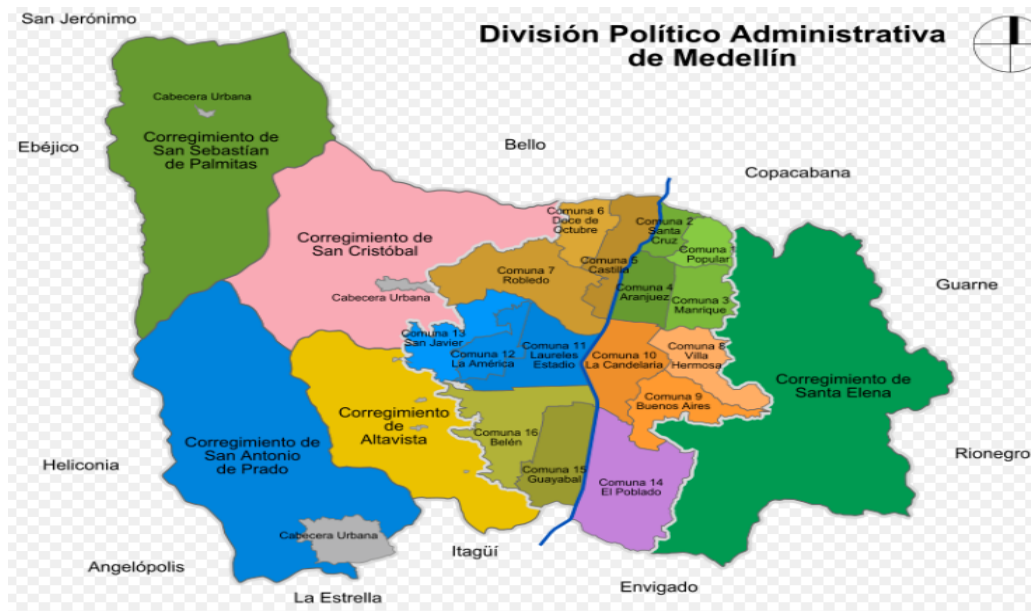 San Jerónimo
División Político Administrativa
de Medellín
Cabecera Urbana
Corregimiento de
San Sebastían
de Palmitas
Ebéjico
Bello
Copacabana
Corregimiento de
San Cristóbal
Cabecera Urbana
Comuna 6
Doce de
Octubre
Comuna 5
Castilla
Comuna 2
Santa
Cruz
Comuna 1
Popular
Comuna 7
Robledo
Comuna 4
Aranjuez
Comuna 3
Manrique
Guarne
Comuna 13
San Javier
Comuna 12
La América
Comuna 11
Laureles
Estadio
Comuna 10
La Candelaria
Comuna 8
Villa
Hermosa
Comuna 9
Buenos Aires
Corregimiento de
Santa Elena
Corregimiento
de
Altavista
Corregimiento de
San Antonio
de Prado
Comuna 16
Belén
Comuna 15
Guayabal
Comuna 14
El Poblado
Heliconia
Rionegro
Cabecera Urbana
Itagüí
Angelópolis
La Estrella
Envigado